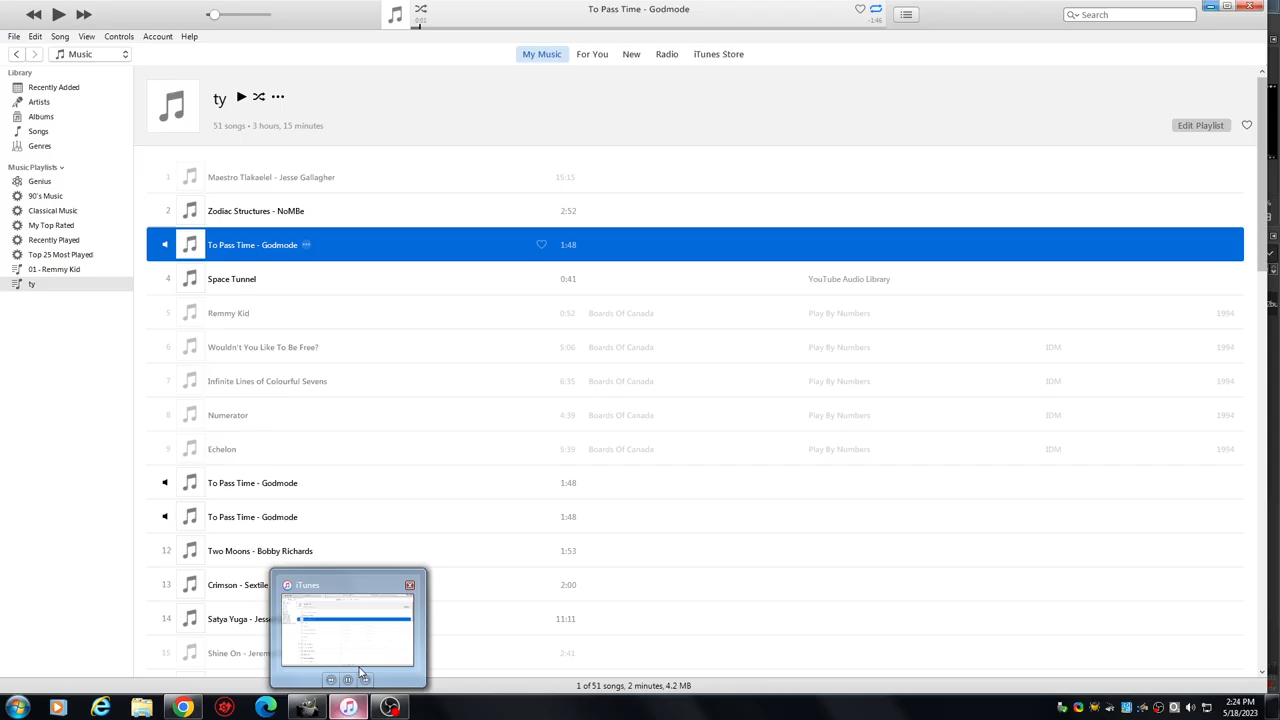 To Pass Time - Godmode
0:01
-1:46
Search
File Edit Song View Controls Account Help
Music
My Music For You New Radio iTunes Store
Library
Recently Added
Artists
Albums
Songs
Genres
Music Playlists
Genius
90's Music
Classical Music
My Top Rated
Recently Played
Top 25 Most Played
01 - Remmy Kid
ty
ty
51 songs • 3 hours, 15 minutes
Edit Playlist
1 Maestro Tlakaelel - Jesse Gallagher 15:15
2 Zodiac Structures - NoMBe 2:52
To Pass Time - Godmode 1:48
4 Space Tunnel 0:41 YouTube Audio Library
5 Remmy Kid 0:52 Boards Of Canada Play By Numbers 1994
6 Wouldn't You Like To Be Free? 5:06 Boards Of Canada Play By Numbers IDM 1994
7 Infinite Lines of Colourful Sevens 6:35 Boards Of Canada Play By Numbers IDM 1994
8 Numerator 4:39 Boards Of Canada Play By Numbers IDM 1994
9 Echelon 5:39 Boards Of Canada Play By Numbers IDM 1994
To Pass Time - Godmode 1:48
To Pass Time - Godmode 1:48
12 Two Moons - Bobby Richards 1:53
13 Crimson - Sextile 2:00
14 Satya Yuga - Jess 11:11
15 Shine On - Jerem 2:41
iTunes
1 of 51 songs, 2 minutes, 4.2 MB
2:24 PM
5/18/2023